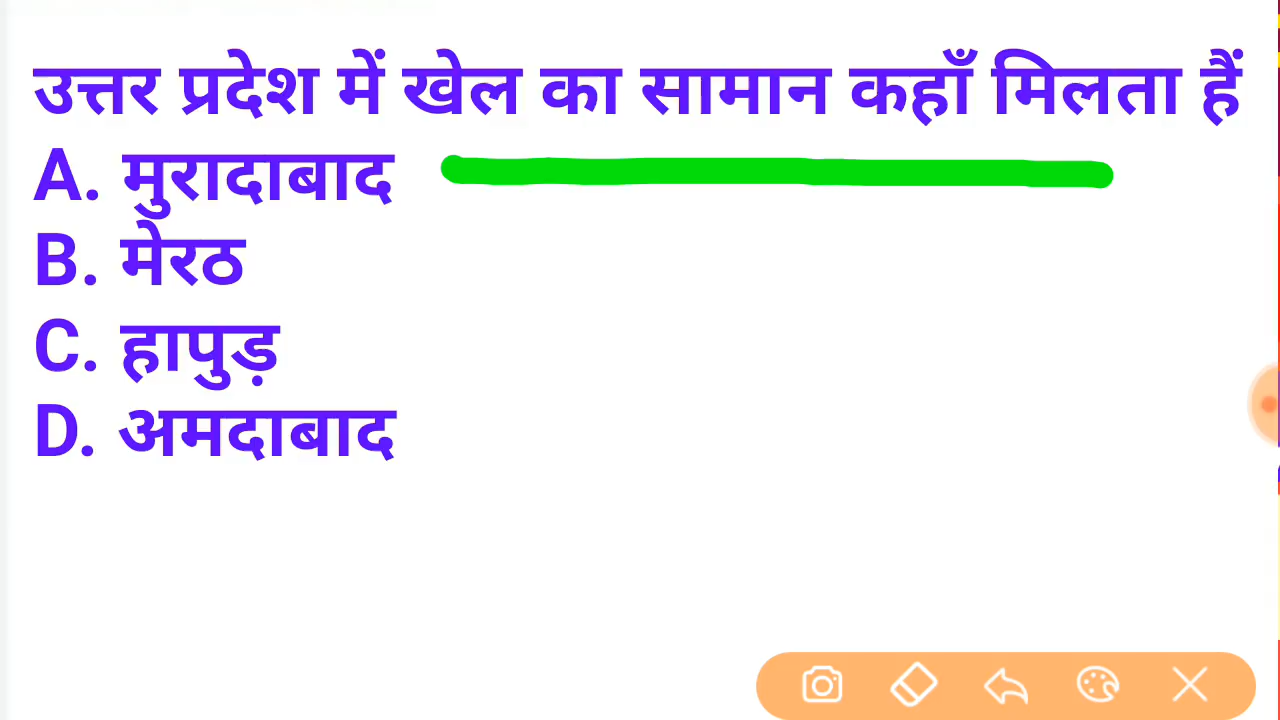 उत्तर प्रदेश में खेल का सामान कहाँ मिलता हैं
A. मुरादाबाद
B. मेरठ
C. हापुड़
D. अमदाबाद